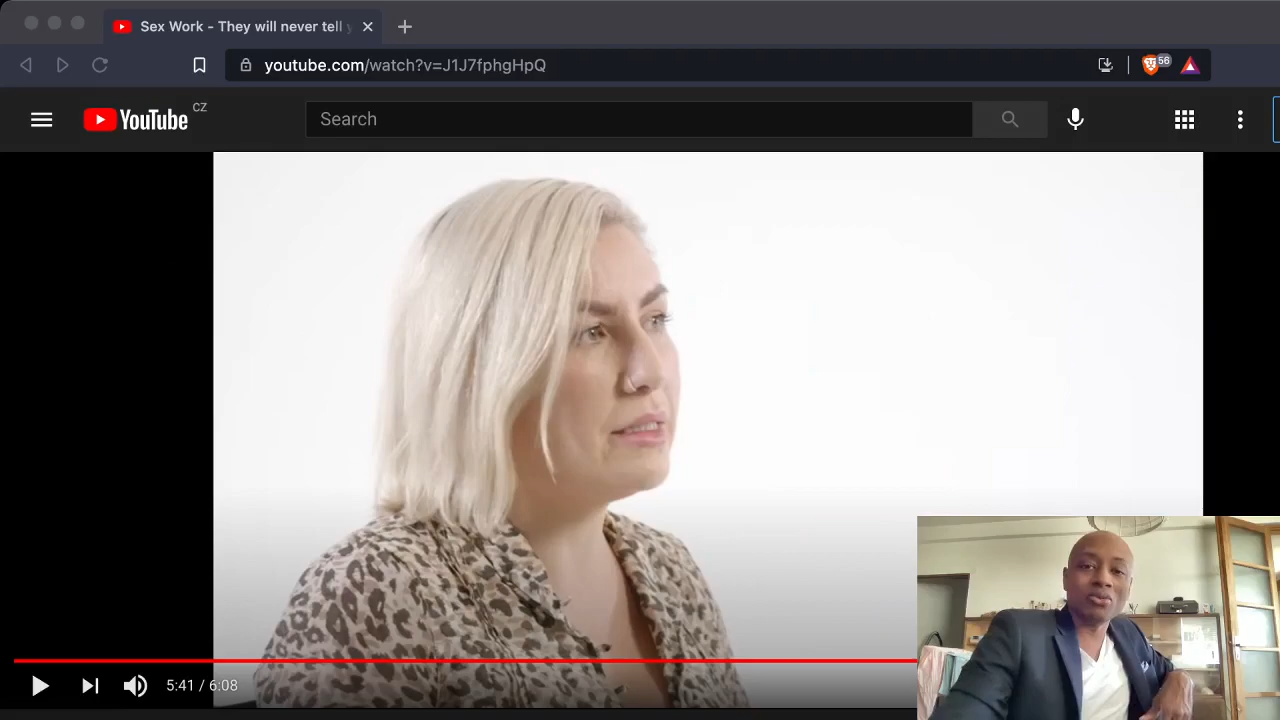 Sex Work - They will never tell
youtube.com/watch?v=J1J7fphgHpQ
56
YouTube CZ
Search
5:41 / 6:08